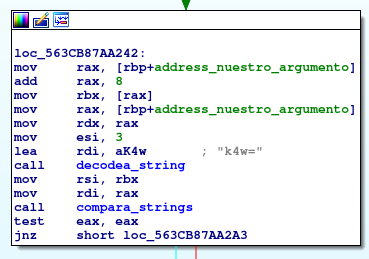 loc_563CB87AA242:
mov     rax, [rbp+address_nuestro_argumento]
add     rax, 8
mov     rbx, [rax]
mov     rax, [rbp+address_nuestro_argumento]
mov     rdx, rax
mov     esi, 3
lea     rdi, aK4w       ; "k4w="
call    decodea_string
mov     rsi, rbx
mov     rdi, rax
call    compara_strings
test    eax, eax
jnz     short loc_563CB87AA2A3